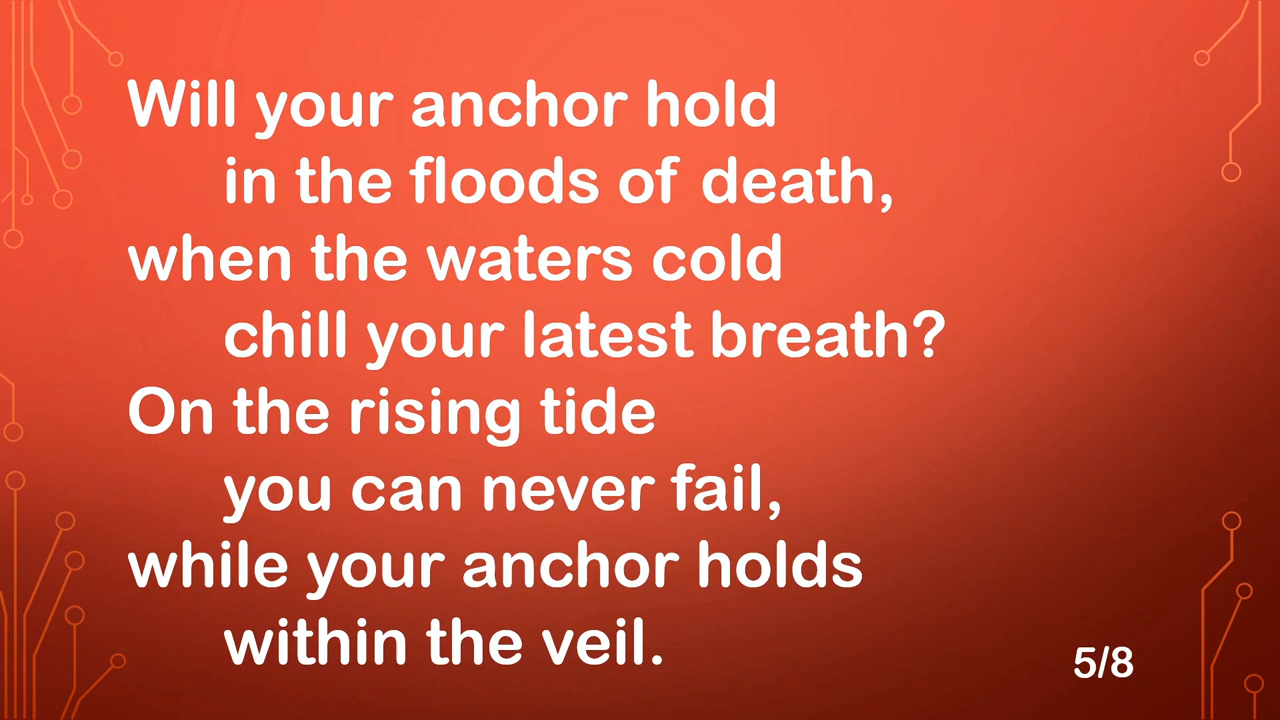 Will your anchor hold
in the floods of death,
when the waters cold
chill your latest breath?
On the rising tide
you can never fail,
while your anchor holds
within the veil.
5/8